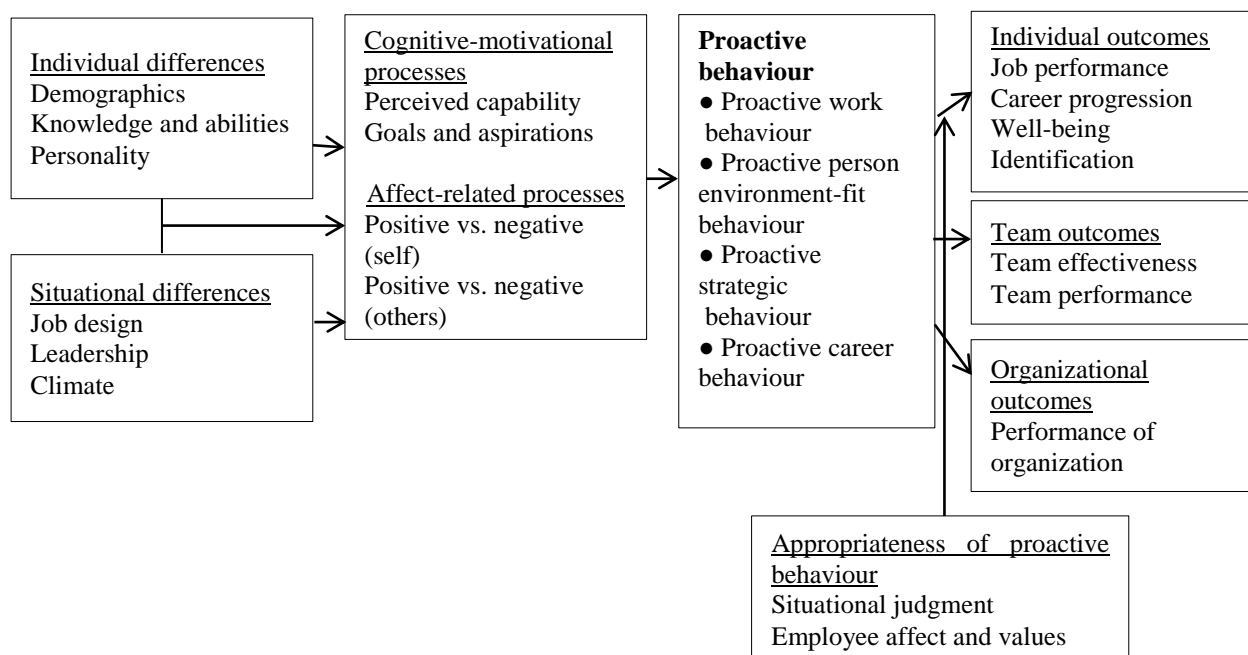 Individual differences
Demographics
Knowledge and abilities
Personality
Situational differences
Job design
Leadership
Climate
Cognitive-motivational
processes
Perceived capability
Goals and aspirations
Affect-related processes
Positive vs. negative
(self)
Positive vs. negative
(others)
Proactive
behaviour
● Proactive work
behaviour
● Proactive person
environment-fit
behaviour
● Proactive
strategic
behaviour
● Proactive career
behaviour
Individual outcomes
Job performance
Career progression
Well-being
Identification
Team outcomes
Team effectiveness
Team performance
Organizational
outcomes
Performance of
organization
Appropriateness of proactive
behaviour
Situational judgment
Employee affect and values